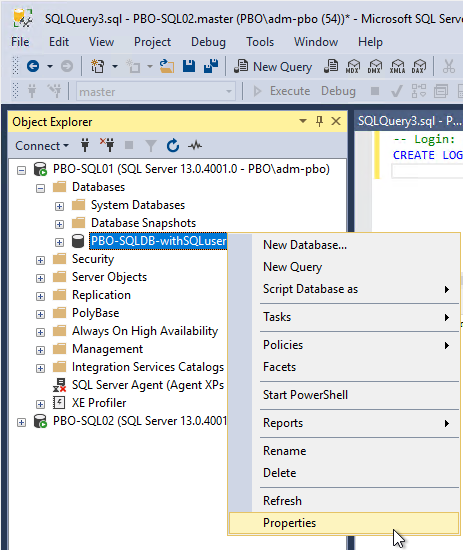 SQLQuery3.sql - PBO-SQL02.master (PBO\adm-pbo (54))* - Microsoft SQL Serv
File Edit View Project Debug Tools Window Help
New Query MDX DMX XMLA DAX
master Execute Debug
Object Explorer
SQLQuery3.sql - P...
Connect
-- Login:
CREATE LOG
PBO-SQL01 (SQL Server 13.0.4001.0 - PBO\adm-pbo)
Databases
System Databases
Database Snapshots
PBO-SQLDB-withSQLuser
Security
Server Objects
Replication
PolyBase
Always On High Availability
Management
Integration Services Catalogs
SQL Server Agent (Agent XPs
XE Profiler
PBO-SQL02 (SQL Server 13.0.4001
New Database...
New Query
Script Database as
Tasks
Policies
Facets
Start PowerShell
Reports
Rename
Delete
Refresh
Properties